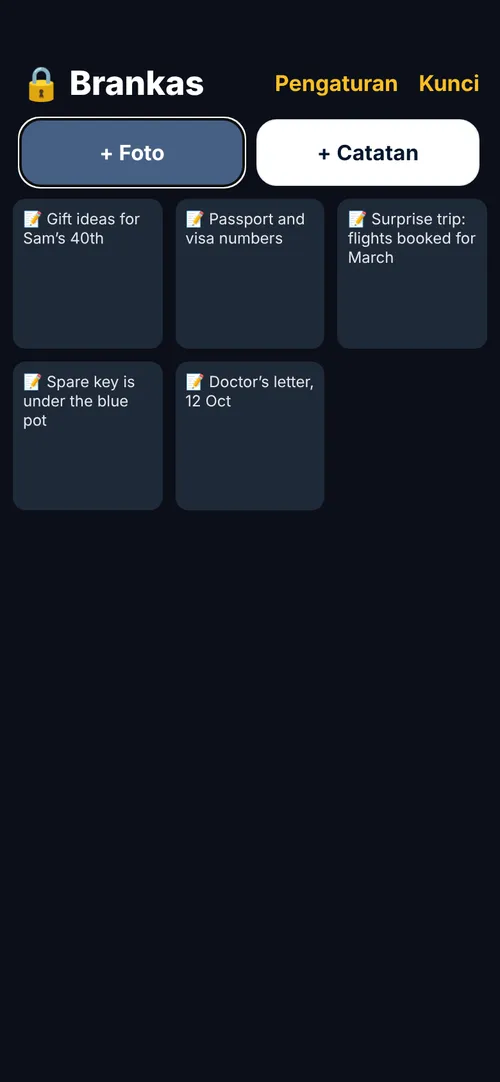 🔒 Brankas
Pengaturan
Kunci
+ Foto
+ Catatan
📝 Gift ideas for
Sam’s 40th
📝 Passport and
visa numbers
📝 Surprise trip:
flights booked for
March
📝 Spare key is
under the blue
pot
📝 Doctor’s letter,
12 Oct